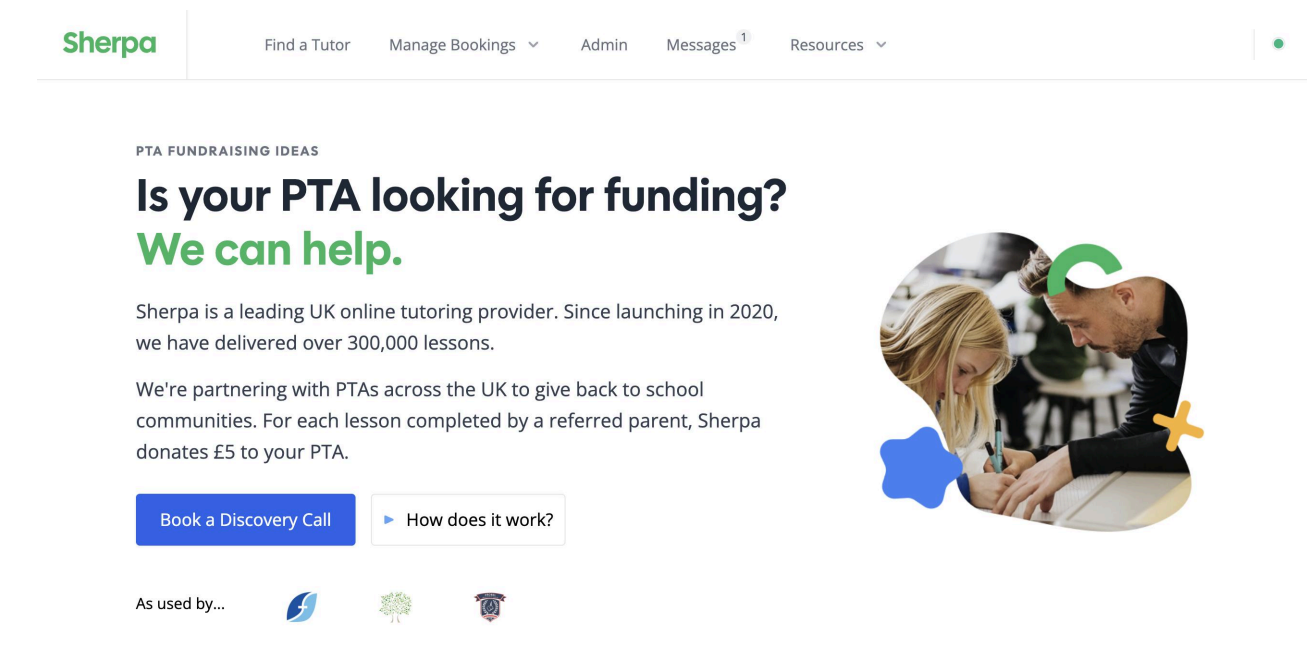 Sherpa
Find a Tutor
Manage Bookings
Admin
Messages 1
Resources
PTA FUNDRAISING IDEAS
Is your PTA looking for funding?
We can help.
Sherpa is a leading UK online tutoring provider. Since launching in 2020,
we have delivered over 300,000 lessons.
We're partnering with PTAs across the UK to give back to school
communities. For each lesson completed by a referred parent, Sherpa
donates £5 to your PTA.
Book a Discovery Call
How does it work?
As used by...